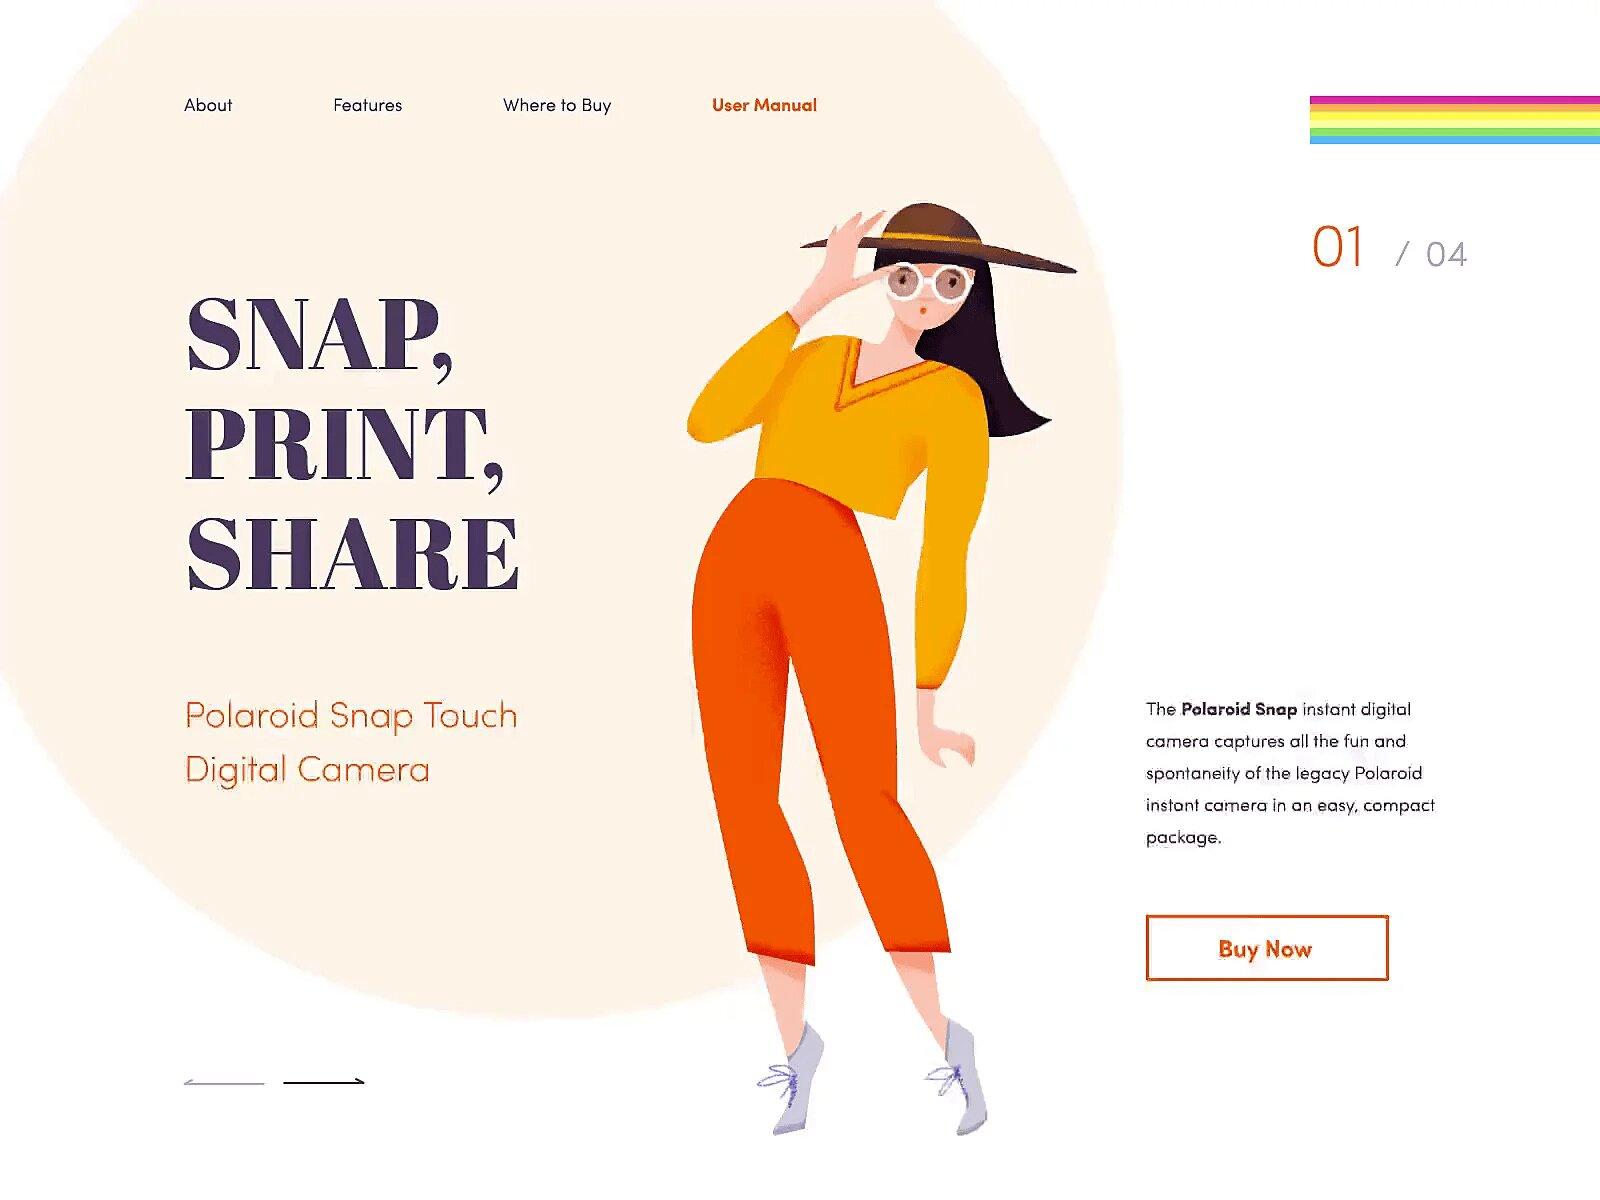 About
Features
Where to Buy
User Manual
01 / 04
SNAP,
PRINT,
SHARE
Polaroid Snap Touch
Digital Camera
The Polaroid Snap instant digital
camera captures all the fun and
spontaneity of the legacy Polaroid
instant camera in an easy, compact
package.
Buy Now